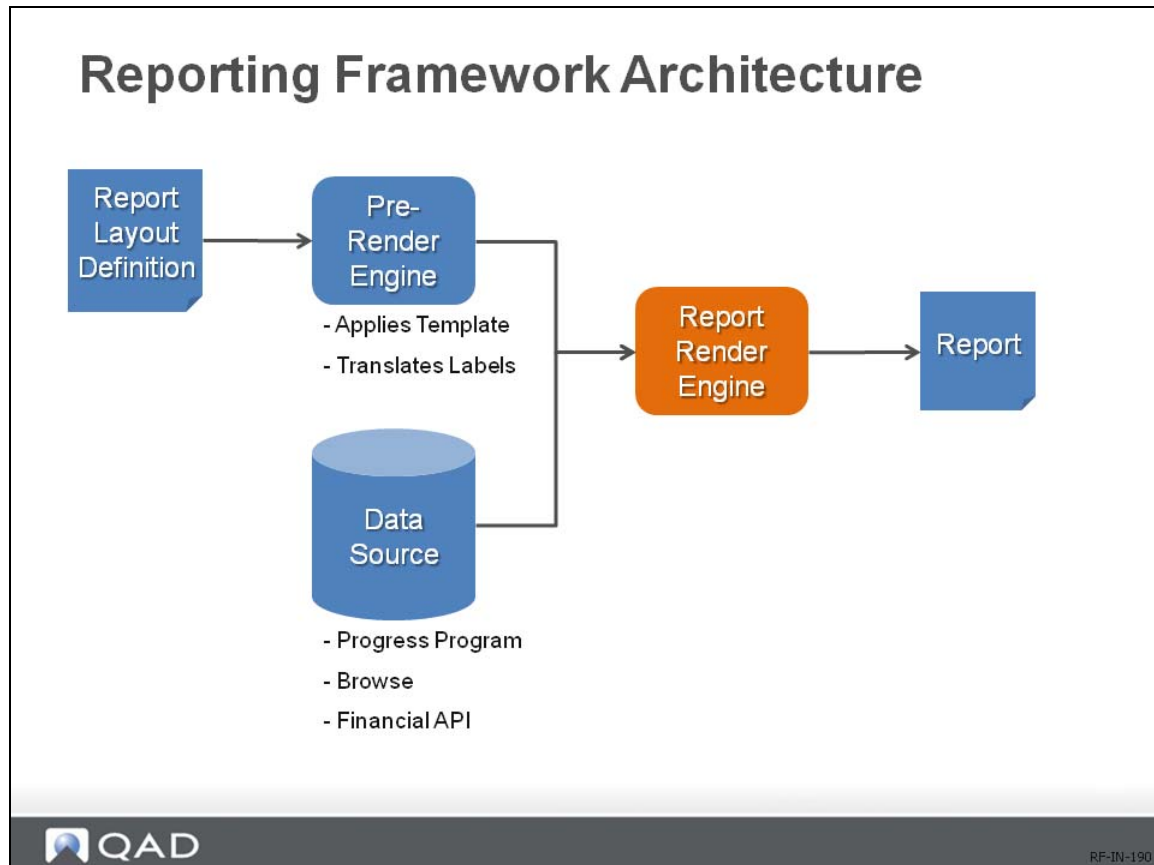 Reporting Framework Architecture
Report
Layout
Definition
Pre-
Render
Engine
- Applies Template
- Translates Labels
Report
Render
Engine
Report
Data
Source
- Progress Program
- Browse
- Financial API
QAD
RF-IN-190